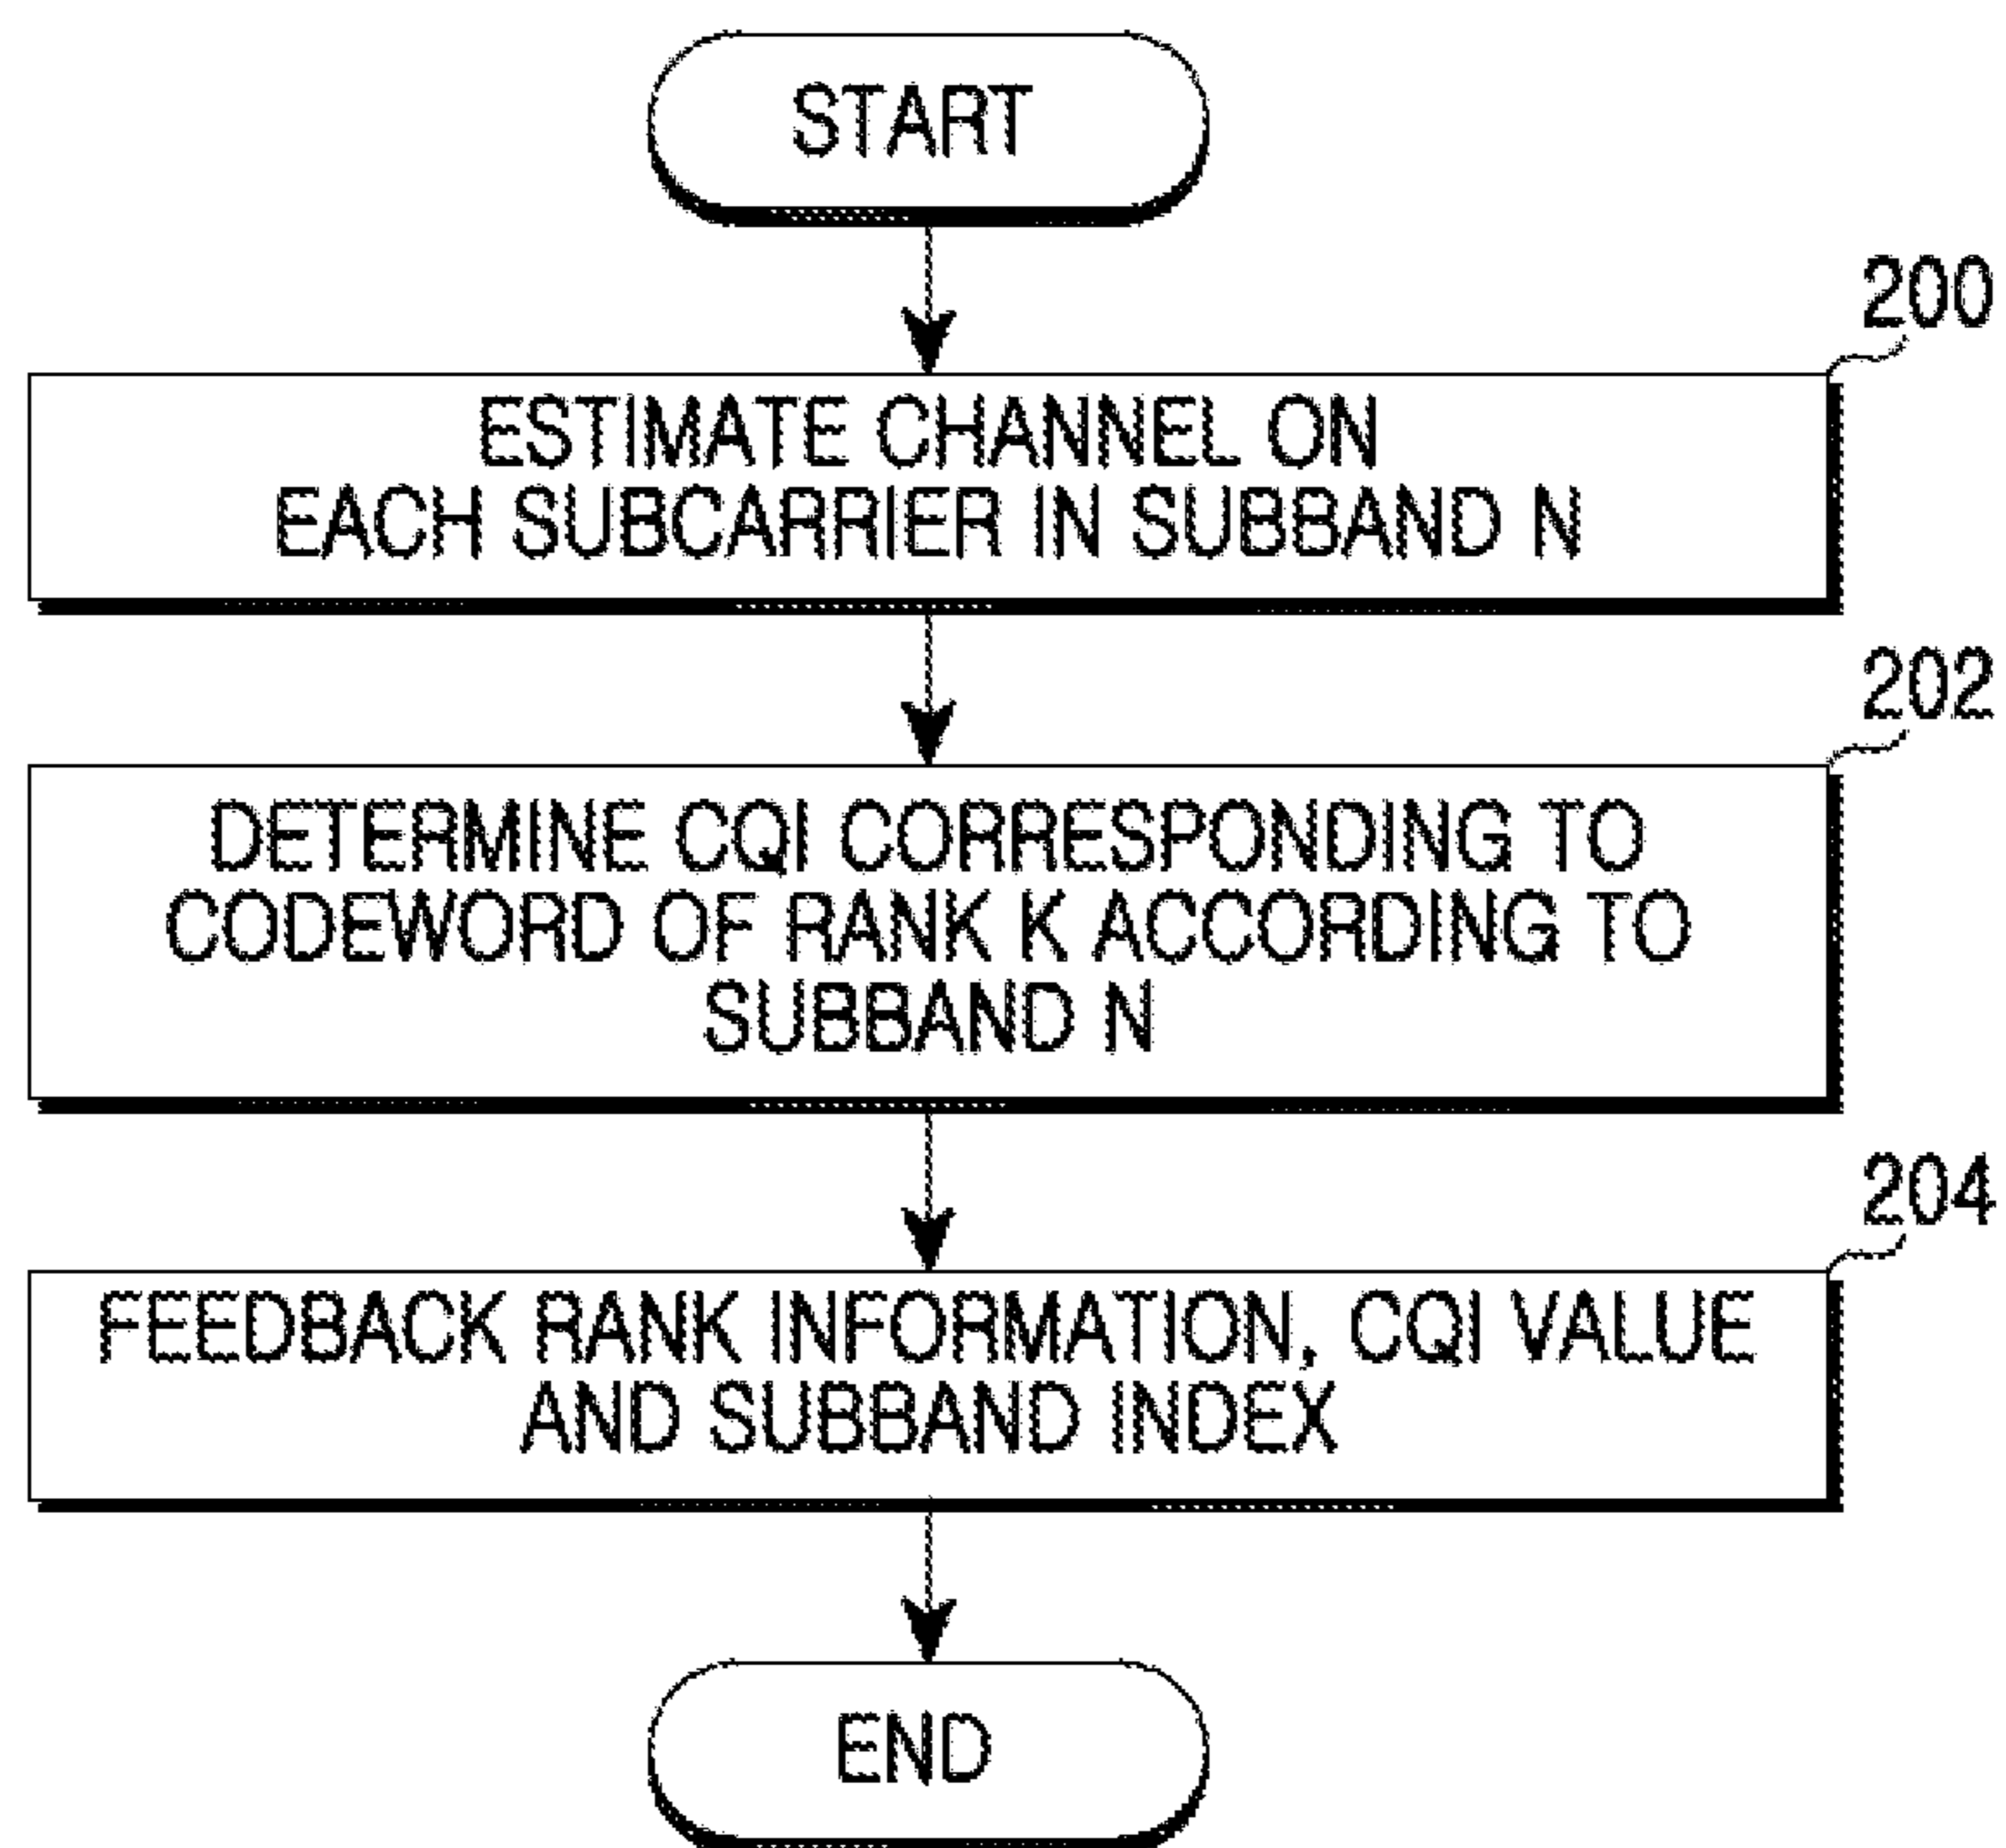 START
200
ESTIMATE CHANNEL ON
EACH SUBCARRIER IN SUBBAND N
202
DETERMINE CQI CORRESPONDING TO
CODEWORD OF RANK K ACCORDING TO
SUBBAND N
204
FEEDBACK RANK INFORMATION, CQI VALUE
AND SUBBAND INDEX
END